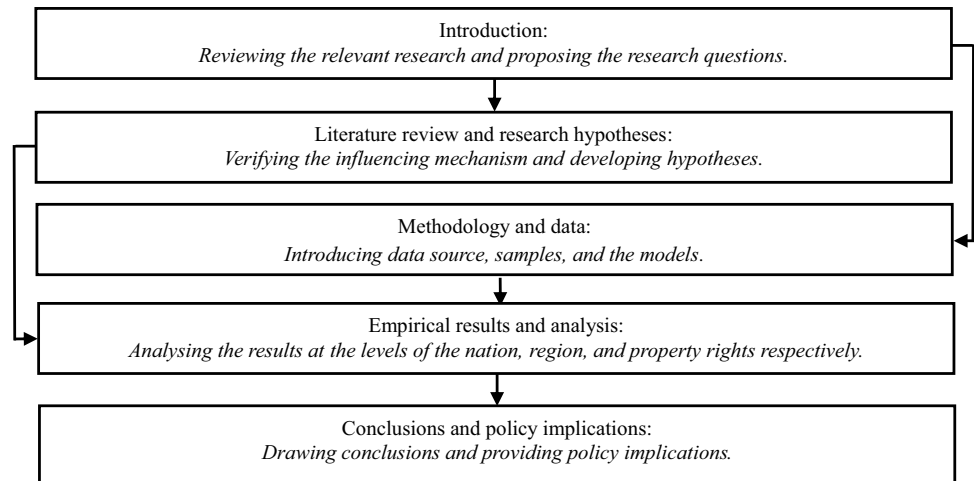 Introduction:
Reviewing the relevant research and proposing the research questions.
Literature review and research hypotheses:
Verifying the influencing mechanism and developing hypotheses.
Methodology and data:
Introducing data source, samples, and the models.
Empirical results and analysis:
Analysing the results at the levels of the nation, region, and property rights respectively.
Conclusions and policy implications:
Drawing conclusions and providing policy implications.